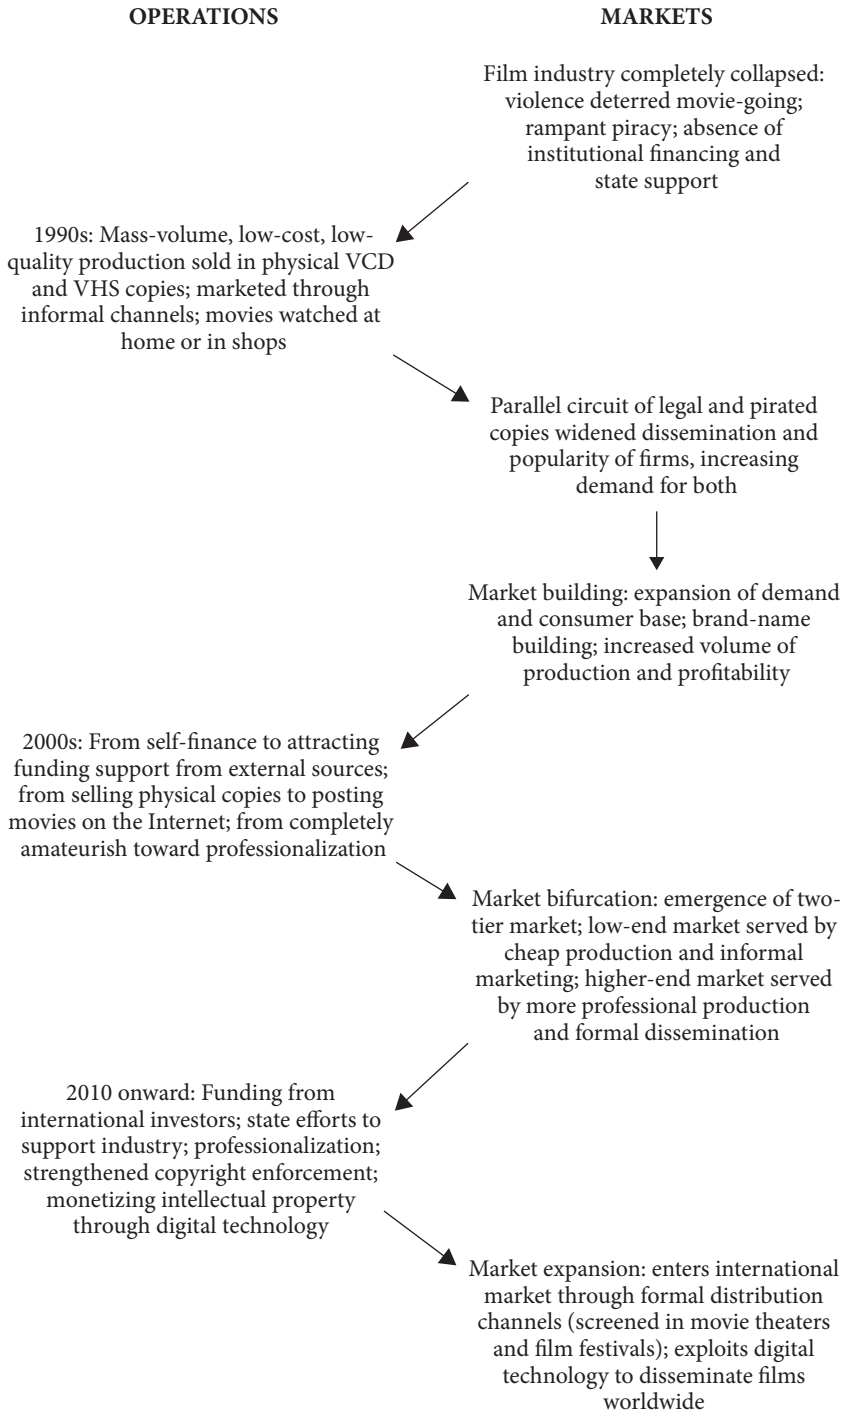 OPERATIONS
MARKETS
Film industry completely collapsed:
violence deterred movie-going;
rampant piracy; absence of
institutional financing and
state support
1990s: Mass-volume, low-cost, low-
quality production sold in physical VCD
and VHS copies; marketed through
informal channels; movies watched at
home or in shops
Parallel circuit of legal and pirated
copies widened dissemination and
popularity of firms, increasing
demand for both
Market building: expansion of demand
and consumer base; brand-name
building; increased volume of
production and profitability
2000s: From self-finance to attracting
funding support from external sources;
from selling physical copies to posting
movies on the Internet; from completely
amateurish toward professionalization
Market bifurcation: emergence of two-
tier market; low-end market served by
cheap production and informal
marketing; higher-end market served
by more professional production
and formal dissemination
2010 onward: Funding from
international investors; state efforts to
support industry; professionalization;
strengthened copyright enforcement;
monetizing intellectual property
through digital technology
Market expansion: enters international
market through formal distribution
channels (screened in movie theaters
and film festivals); exploits digital
technology to disseminate films
worldwide